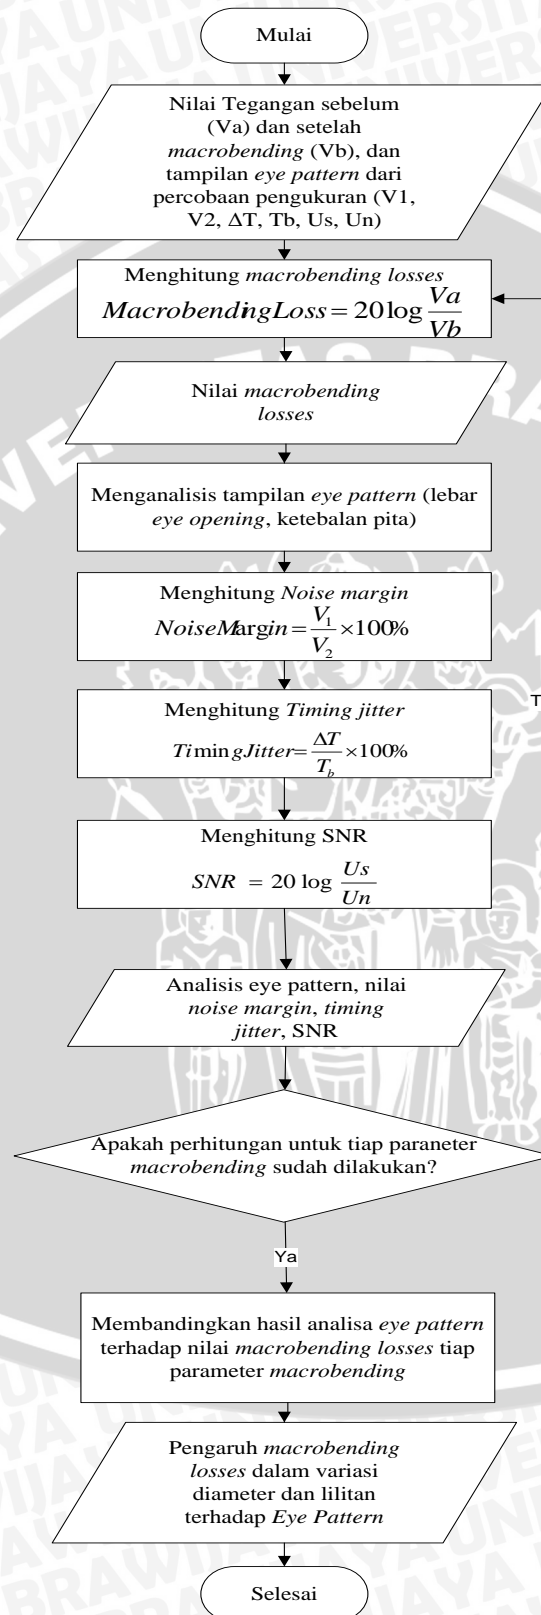 Mulai
Nilai Tegangan sebelum
(Va) dan setelah
macrobending (Vb), dan
tampilan eye pattern dari
percobaan pengukuran (V1,
V2, ΔT, Tb, Us, Un)
Menghitung macrobending losses
MacrobendingLoss = 20 log Va/Vb
Nilai macrobending
losses
Menganalisis tampilan eye pattern (lebar
eye opening, ketebalan pita)
Menghitung Noise margin
NoiseMargin = V₁/V₂ ×100%
Menghitung Timing jitter
TimingJitter = ΔT/T_b ×100%
Menghitung SNR
SNR = 20 log Us/Un
Analisis eye pattern, nilai
noise margin, timing
jitter, SNR
Apakah perhitungan untuk tiap paraneter
macrobending sudah dilakukan?
Ya
Membandingkan hasil analisa eye pattern
terhadap nilai macrobending losses tiap
parameter macrobending
Pengaruh macrobending
losses dalam variasi
diameter dan lilitan
terhadap Eye Pattern
Selesai